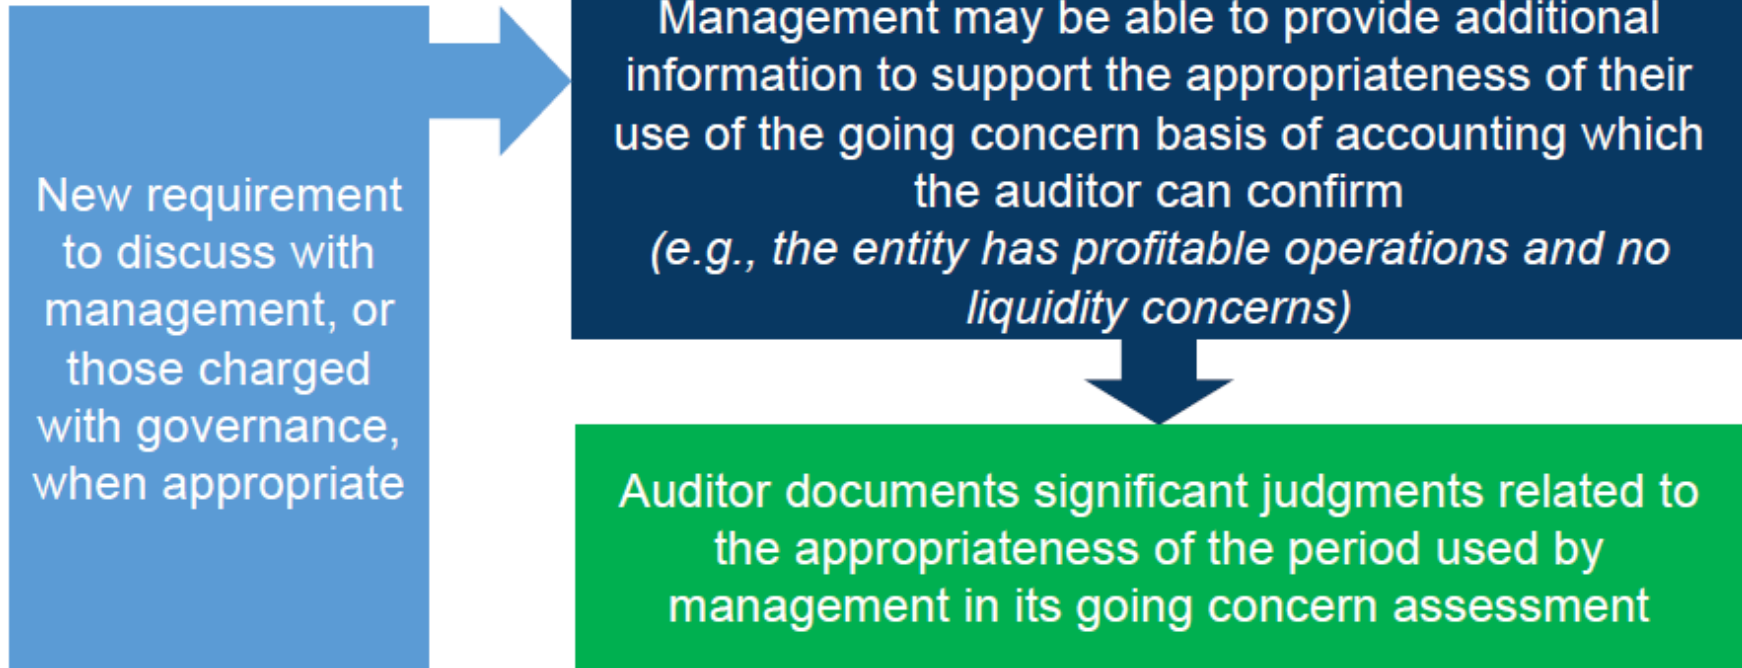 New requirement
to discuss with
management, or
those charged
with governance,
when appropriate
Management may be able to provide additional
information to support the appropriateness of their
use of the going concern basis of accounting which
the auditor can confirm
(e.g., the entity has profitable operations and no
liquidity concerns)
Auditor documents significant judgments related to
the appropriateness of the period used by
management in its going concern assessment